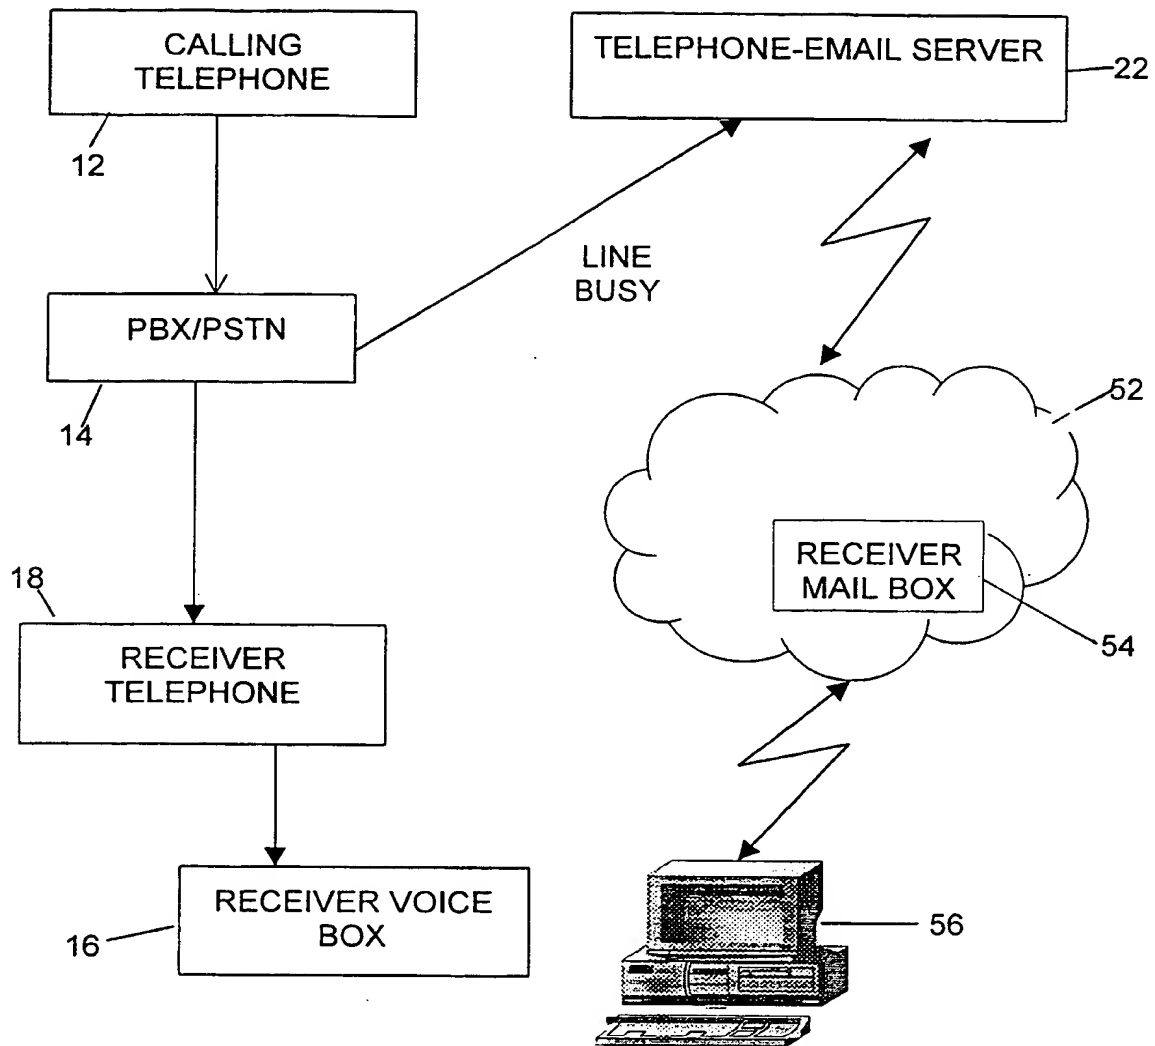 CALLING
TELEPHONE
12
TELEPHONE-EMAIL SERVER
22
LINE
BUSY
PBX/PSTN
14
52
RECEIVER
MAIL BOX
54
18
RECEIVER
TELEPHONE
RECEIVER VOICE
BOX
16
56